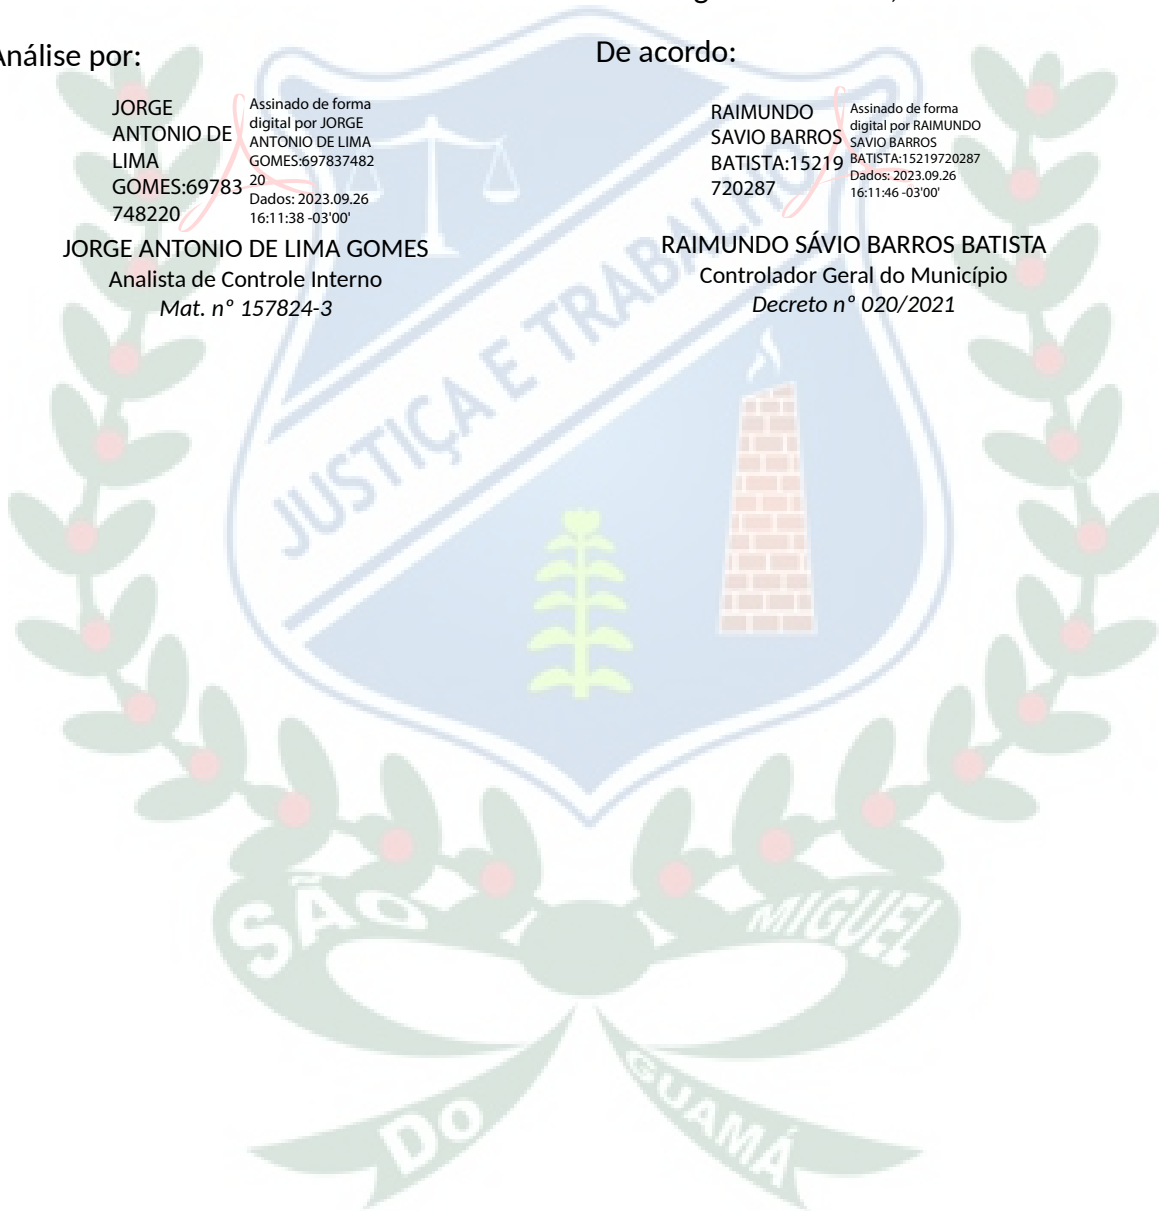 Análise por:
De acordo:
JORGE
ANTONIO DE
LIMA
GOMES:69783
748220
Assinado de forma
digital por JORGE
ANTONIO DE LIMA
GOMES:697837482
20
Dados: 2023.09.26
16:11:38 -03'00'
RAIMUNDO
SAVIO BARROS
BATISTA:15219
720287
Assinado de forma
digital por RAIMUNDO
SAVIO BARROS
BATISTA:15219720287
Dados: 2023.09.26
16:11:46 -03'00'
JORGE ANTONIO DE LIMA GOMES
Analista de Controle Interno
Mat. nº 157824-3
RAIMUNDO SÁVIO BARROS BATISTA
Controlador Geral do Município
Decreto nº 020/2021
JUSTIÇA E TRABALHO
SÃO
MIGUEL
DO
GUAMÁ